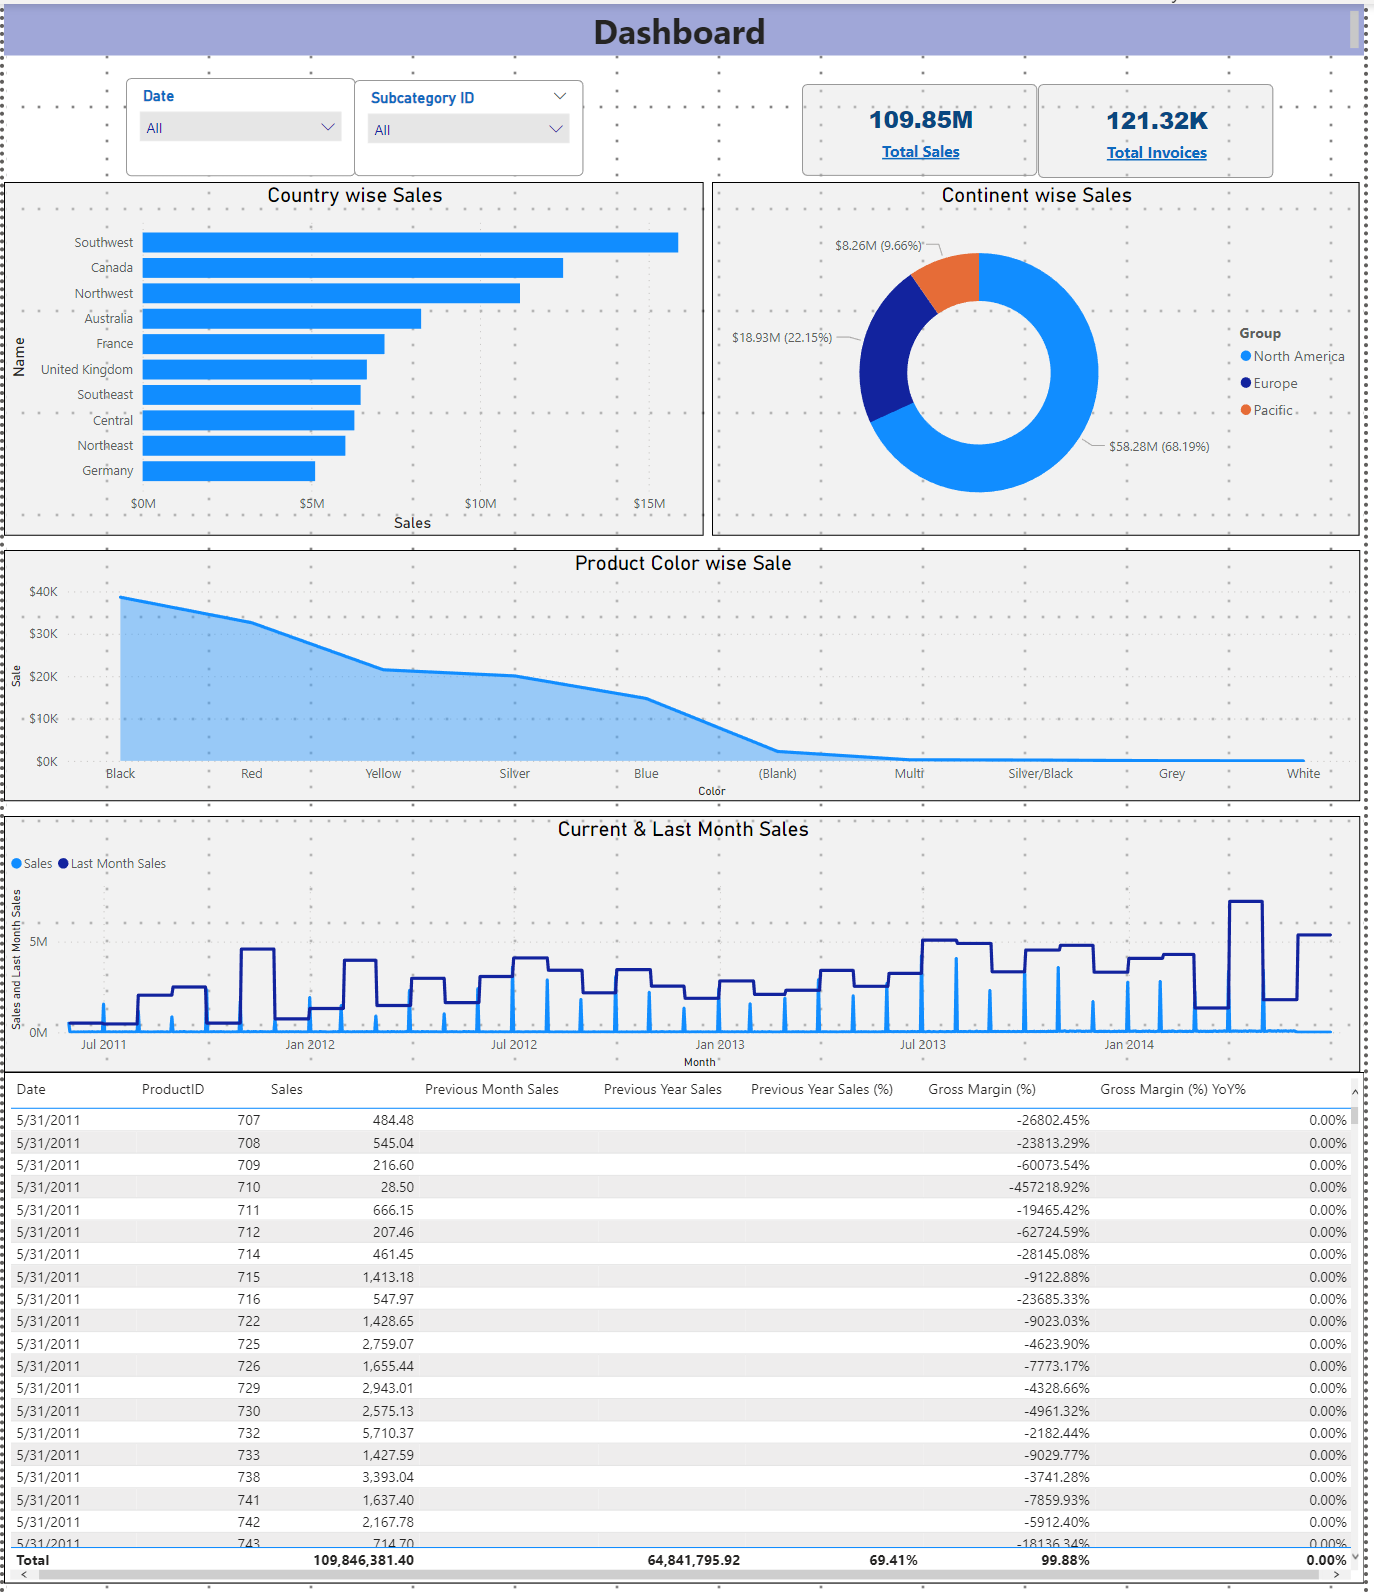 Dashboard
Date
All
Subcategory ID
All
109.85M
Total Sales
121.32K
Total Invoices
Country wise Sales
Name
Southwest
Canada
Northwest
Australia
France
United Kingdom
Southeast
Central
Northeast
Germany
$0M $5M $10M $15M
Sales
Continent wise Sales
$8.26M (9.66%)
$18.93M (22.15%)
$58.28M (68.19%)
Group
North America
Europe
Pacific
Product Color wise Sale
Sale
$40K
$30K
$20K
$10K
$0K
Black Red Yellow Silver Blue (Blank) Multi Silver/Black Grey White
Color
Current & Last Month Sales
Sales Last Month Sales
Sales and Last Month Sales
5M
0M
Jul 2011 Jan 2012 Jul 2012 Jan 2013 Jul 2013 Jan 2014
Month
Date ProductID Sales Previous Month Sales Previous Year Sales Previous Year Sales (%) Gross Margin (%) Gross Margin (%) YoY%
5/31/2011 707 484.48 -26802.45% 0.00%
5/31/2011 708 545.04 -23813.29% 0.00%
5/31/2011 709 216.60 -60073.54% 0.00%
5/31/2011 710 28.50 -457218.92% 0.00%
5/31/2011 711 666.15 -19465.42% 0.00%
5/31/2011 712 207.46 -62724.59% 0.00%
5/31/2011 714 461.45 -28145.08% 0.00%
5/31/2011 715 1,413.18 -9122.88% 0.00%
5/31/2011 716 547.97 -23685.33% 0.00%
5/31/2011 722 1,428.65 -9023.03% 0.00%
5/31/2011 725 2,759.07 -4623.90% 0.00%
5/31/2011 726 1,655.44 -7773.17% 0.00%
5/31/2011 729 2,943.01 -4328.66% 0.00%
5/31/2011 730 2,575.13 -4961.32% 0.00%
5/31/2011 732 5,710.37 -2182.44% 0.00%
5/31/2011 733 1,427.59 -9029.77% 0.00%
5/31/2011 738 3,393.04 -3741.28% 0.00%
5/31/2011 741 1,637.40 -7859.93% 0.00%
5/31/2011 742 2,167.78 -5912.40% 0.00%
5/31/2011 743 714.70 -18136.34% 0.00%
Total 109,846,381.40 64,841,795.92 69.41% 99.88% 0.00%